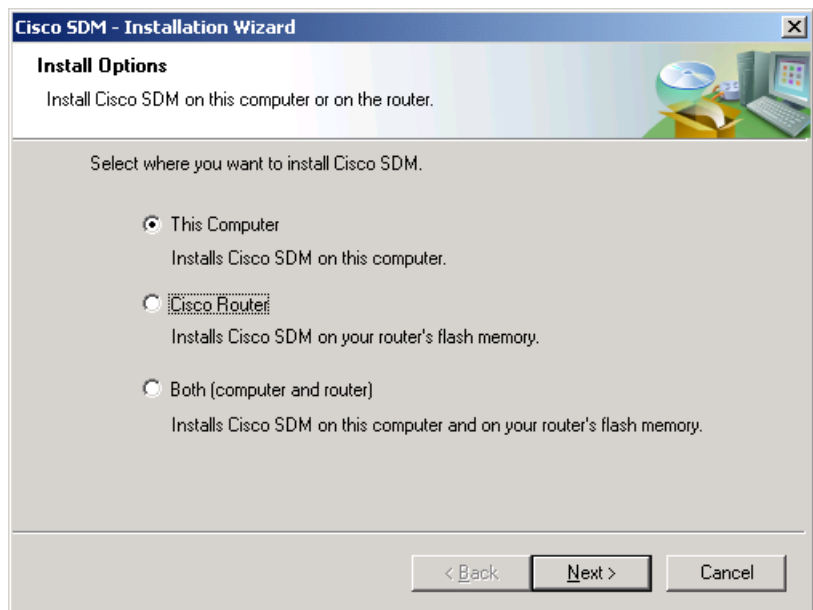 Cisco SDM - Installation Wizard
Install Options
Install Cisco SDM on this computer or on the router.
Select where you want to install Cisco SDM.
This Computer
Installs Cisco SDM on this computer.
Cisco Router
Installs Cisco SDM on your router's flash memory.
Both (computer and router)
Installs Cisco SDM on this computer and on your router's flash memory.
< Back Next > Cancel